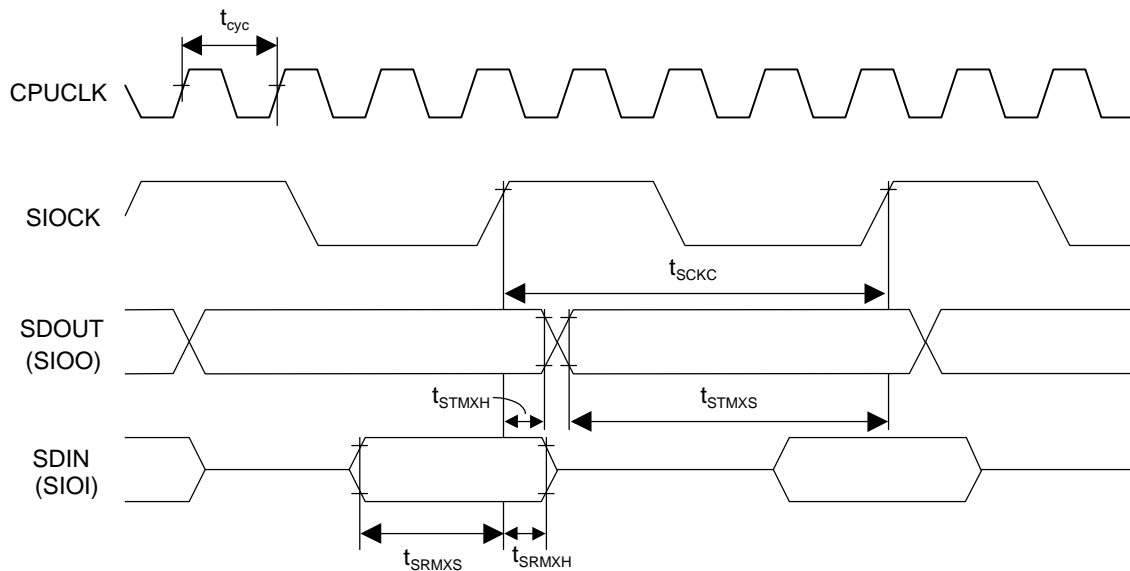 tcyc
CPUCLK
SIOCK
tSCKC
SDOUT
(SIOO)
tSTMXH
tSTMXS
SDIN
(SIOI)
tSRMXS
tSRMXH